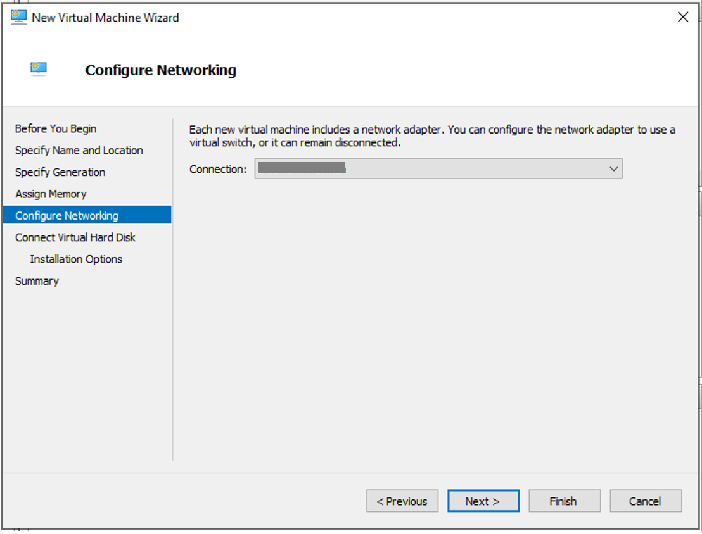 New Virtual Machine Wizard
Configure Networking
Before You Begin
Specify Name and Location
Specify Generation
Assign Memory
Configure Networking
Connect Virtual Hard Disk
Installation Options
Summary
Each new virtual machine includes a network adapter. You can configure the network adapter to use a
virtual switch, or it can remain disconnected.
Connection:
< Previous
Next >
Finish
Cancel